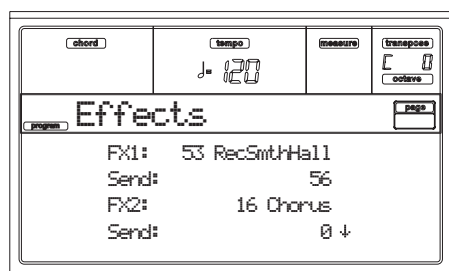 chord tempo measure transpose
♩= 120 C 0
octave
program Effects page
FX1: 53 RecSmthHall
Send: 56
FX2: 16 Chorus
Send: 0 ↓